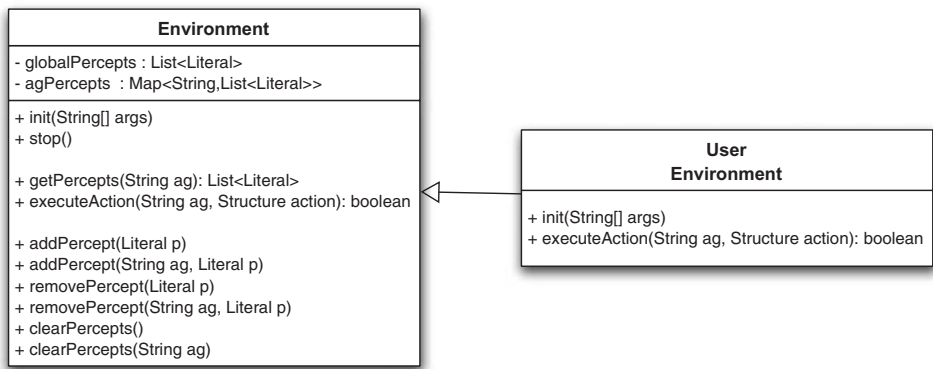 Environment
- globalPercepts : List<Literal>
- agPercepts  : Map<String,List<Literal>>
+ init(String[] args)
+ stop()
+ getPercepts(String ag): List<Literal>
+ executeAction(String ag, Structure action): boolean
+ addPercept(Literal p)
+ addPercept(String ag, Literal p)
+ removePercept(Literal p)
+ removePercept(String ag, Literal p)
+ clearPercepts()
+ clearPercepts(String ag)
User
Environment
+ init(String[] args)
+ executeAction(String ag, Structure action): boolean